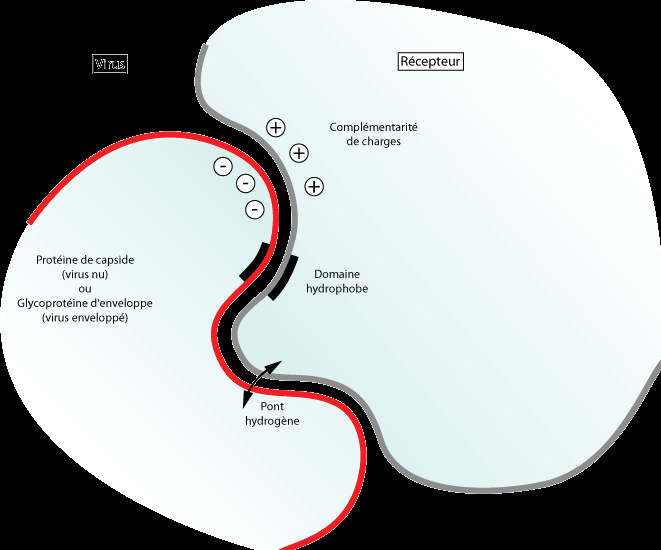 Virus
Récepteur
Complémentarité
de charges
+
+
+
-
-
-
Protéine de capside
(virus nu)
ou
Glycoprotéine d'enveloppe
(virus enveloppé)
Domaine
hydrophobe
Pont
hydrogène